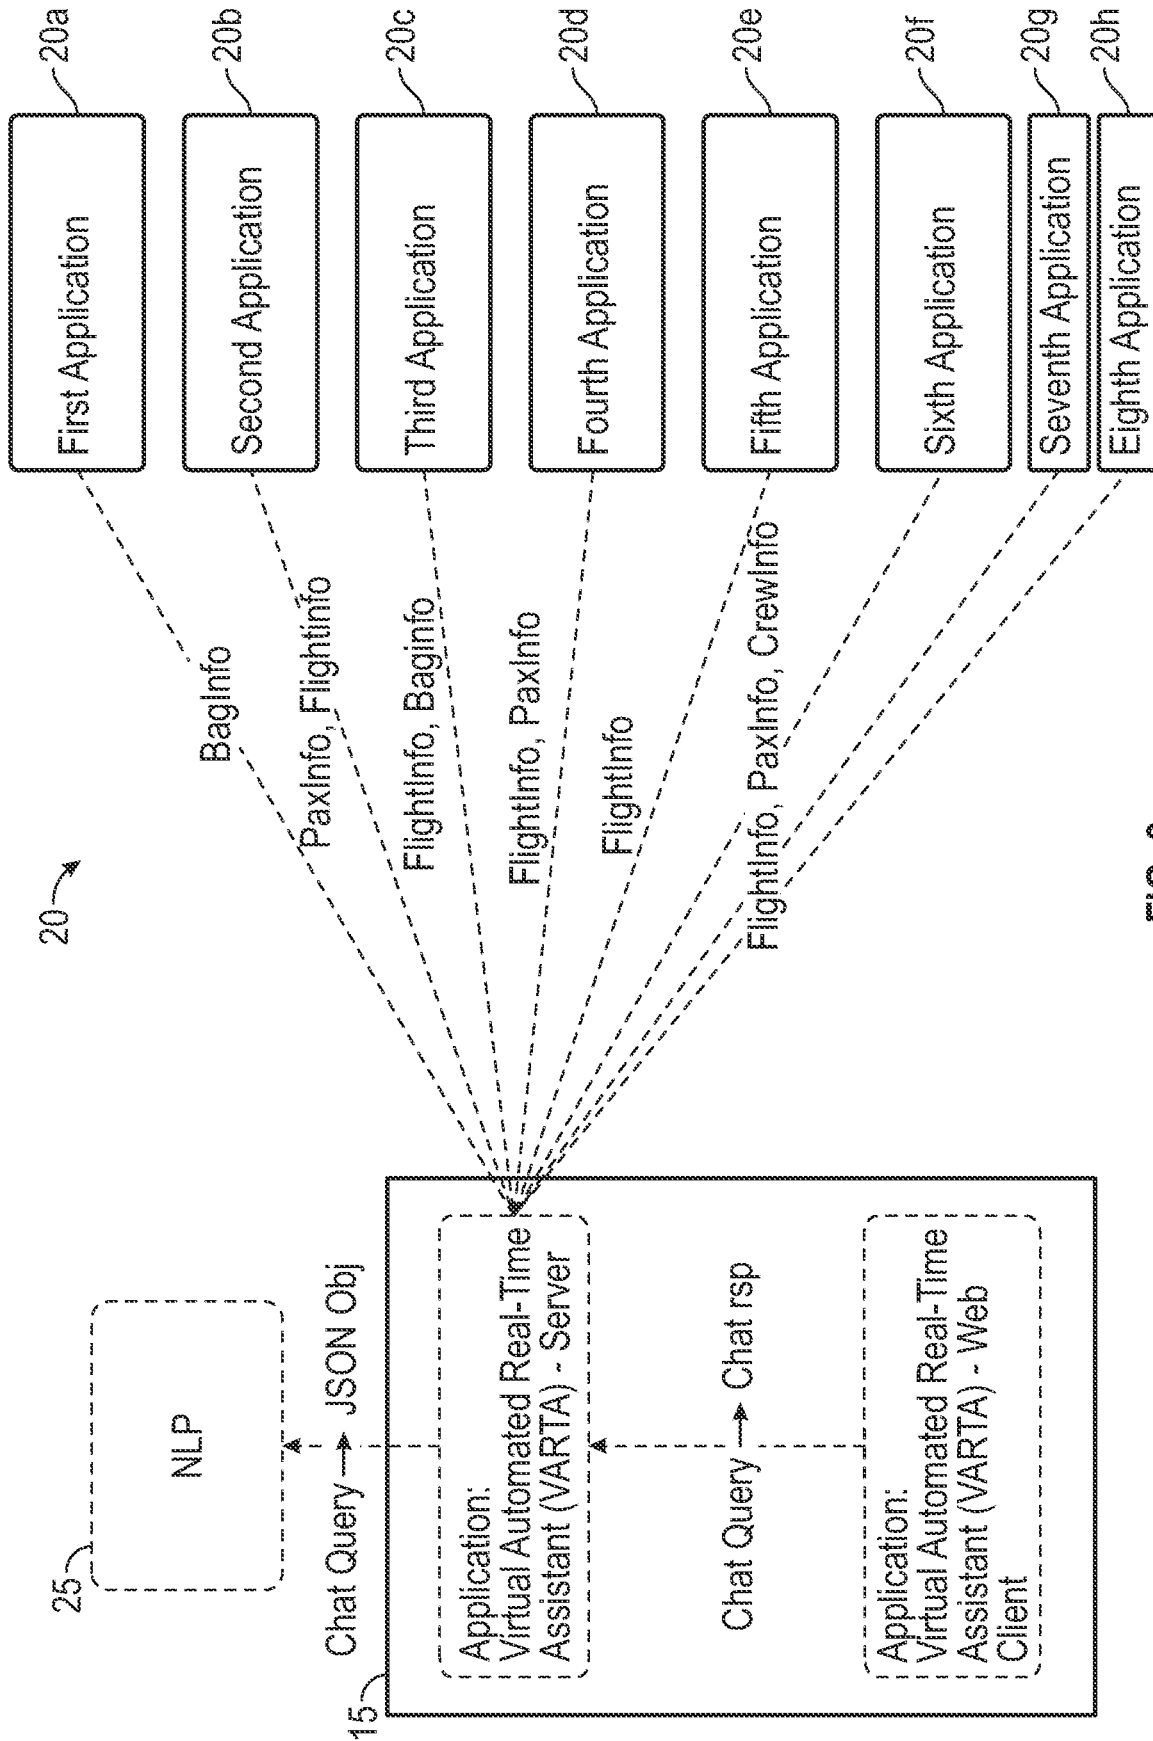 25
NLP
Chat Query → JSON Obj
15
Application:
Virtual Automated Real-Time
Assistant (VARTA) - Server
Chat Query → Chat rsp
Application:
Virtual Automated Real-Time
Assistant (VARTA) - Web
Client
20
BagInfo
PaxInfo, Flightinfo
FlightInfo, Baginfo
FlightInfo, PaxInfo
FlightInfo
FlightInfo, PaxInfo, CrewInfo
First Application
20a
Second Application
20b
Third Application
20c
Fourth Application
20d
Fifth Application
20e
Sixth Application
20f
Seventh Application
20g
Eighth Application
20h